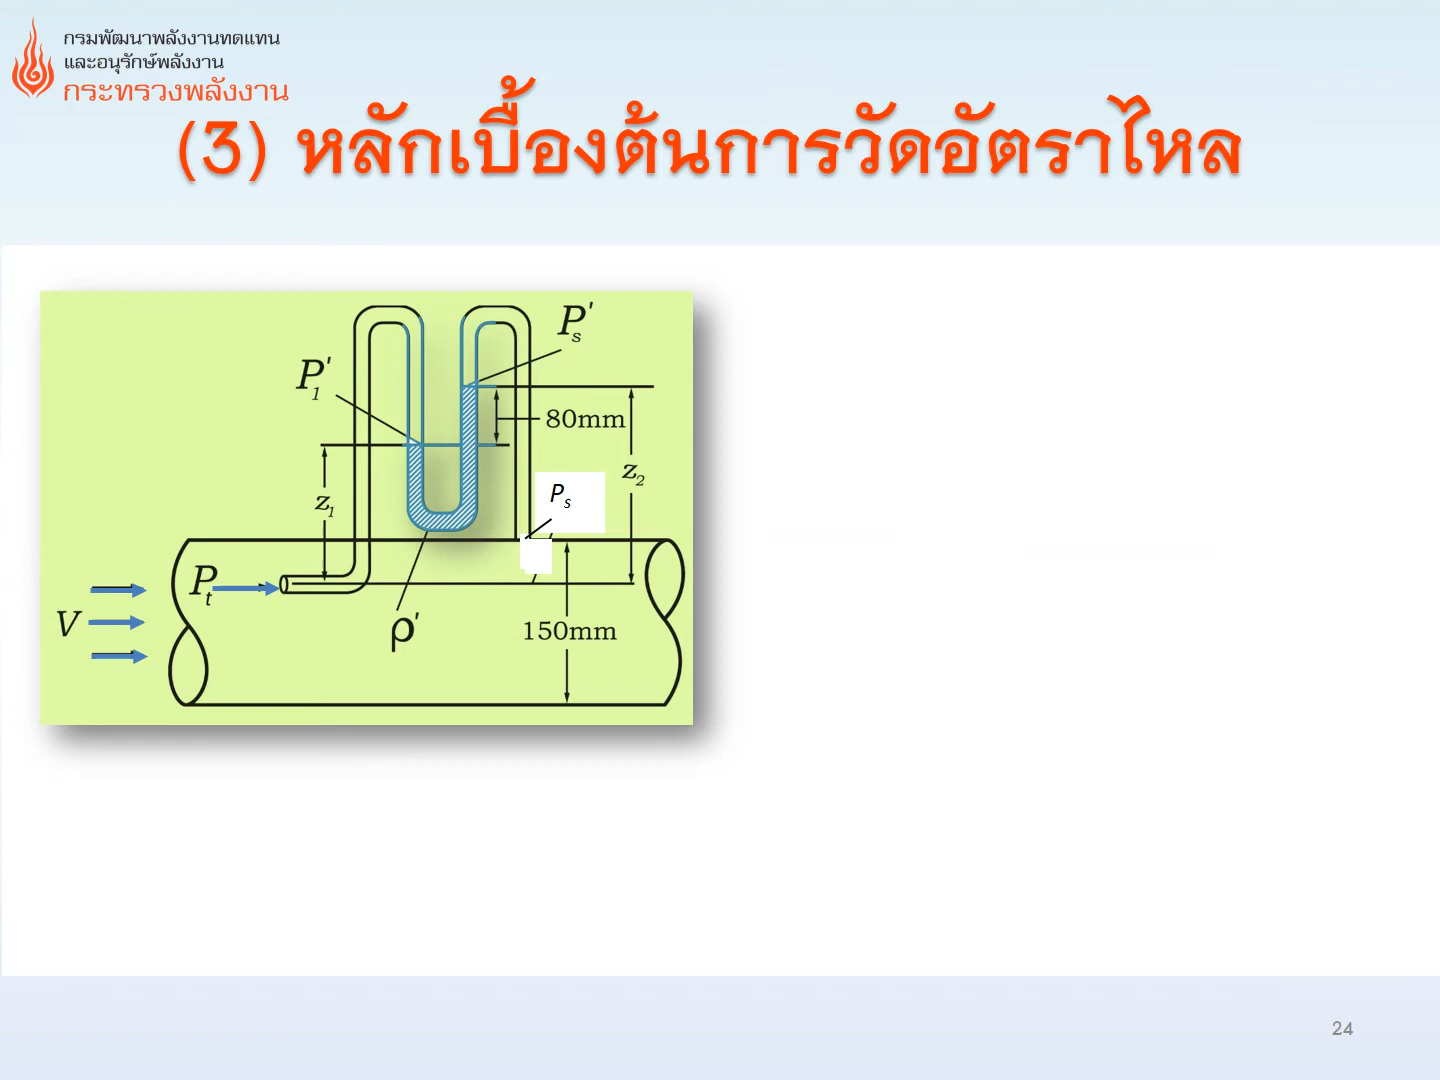 กรมพัฒนาพลังงานทดแทน
และอนุรักษ์พลังงาน
กระทรวงพลังงาน
(3) หลักเบื้องต้นการวัดอัตราไหล
P's
P'1
80mm
z2
z1
Ps
Pt
V
ρ'
150mm
24